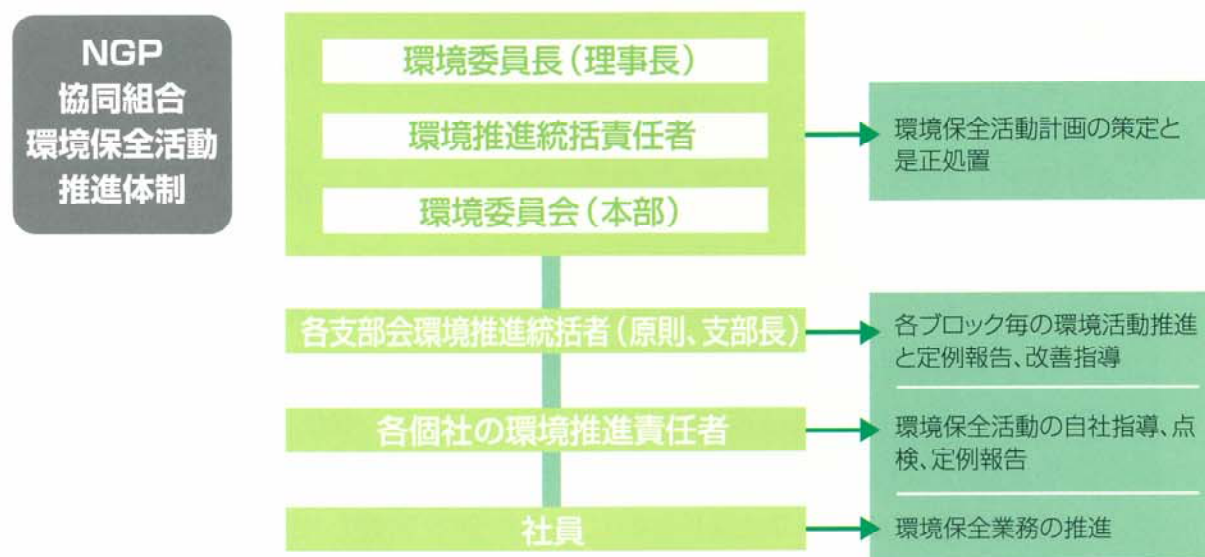 NGP
協同組合
環境保全活動
推進体制
環境委員長(理事長)
環境推進統括責任者
環境委員会(本部)
環境保全活動計画の策定と
是正処置
各支部会環境推進統括者(原則、支部長)
各ブロック毎の環境活動推進
と定例報告、改善指導
各個社の環境推進責任者
環境保全活動の自社指導、点
検、定例報告
社員
環境保全業務の推進